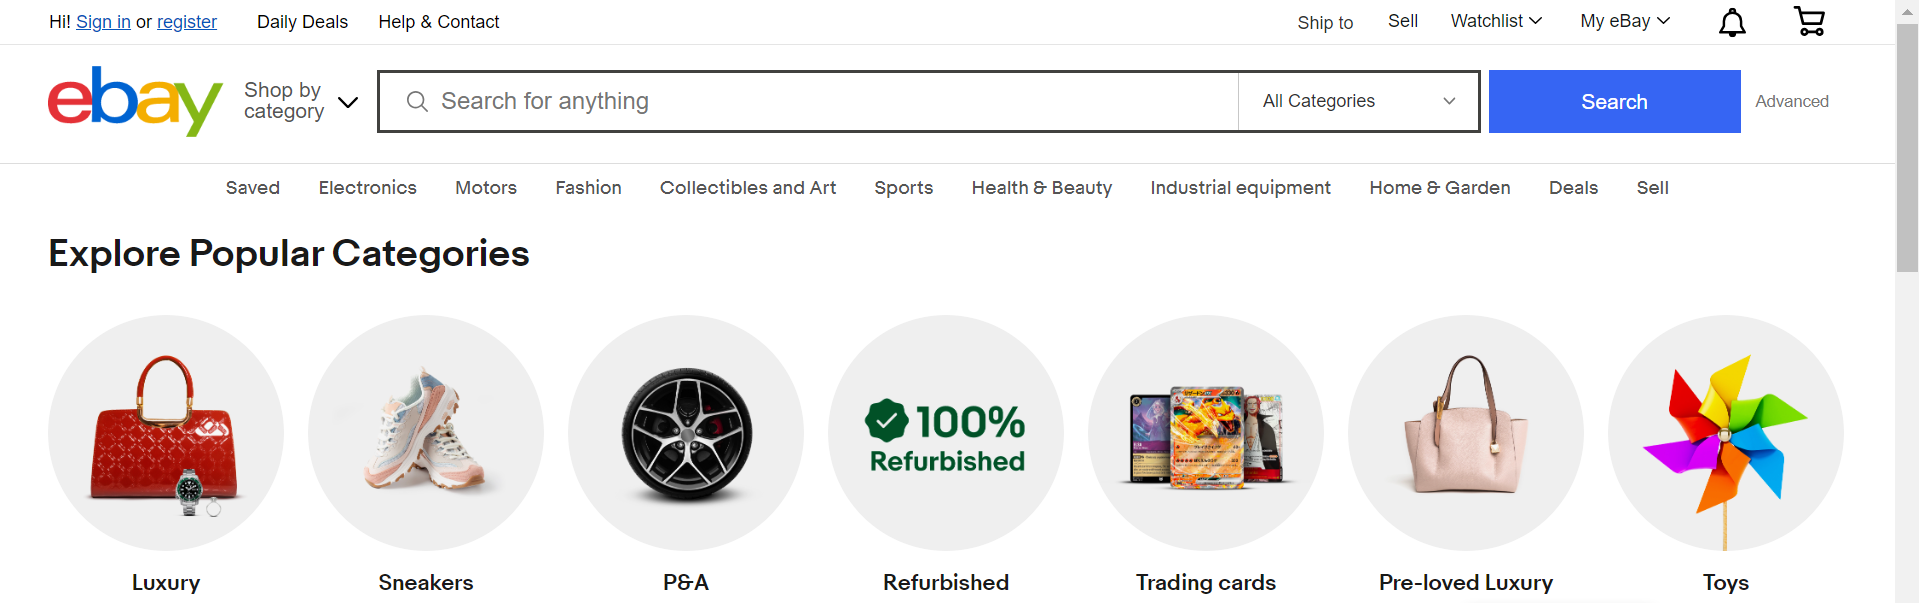 Hi! Sign in or register Daily Deals Help & Contact Ship to Sell Watchlist My eBay
ebay
Shop by
category
Search for anything All Categories Search Advanced
Saved Electronics Motors Fashion Collectibles and Art Sports Health & Beauty Industrial equipment Home & Garden Deals Sell
Explore Popular Categories
100%
Refurbished
Luxury Sneakers P&A Refurbished Trading cards Pre-loved Luxury Toys